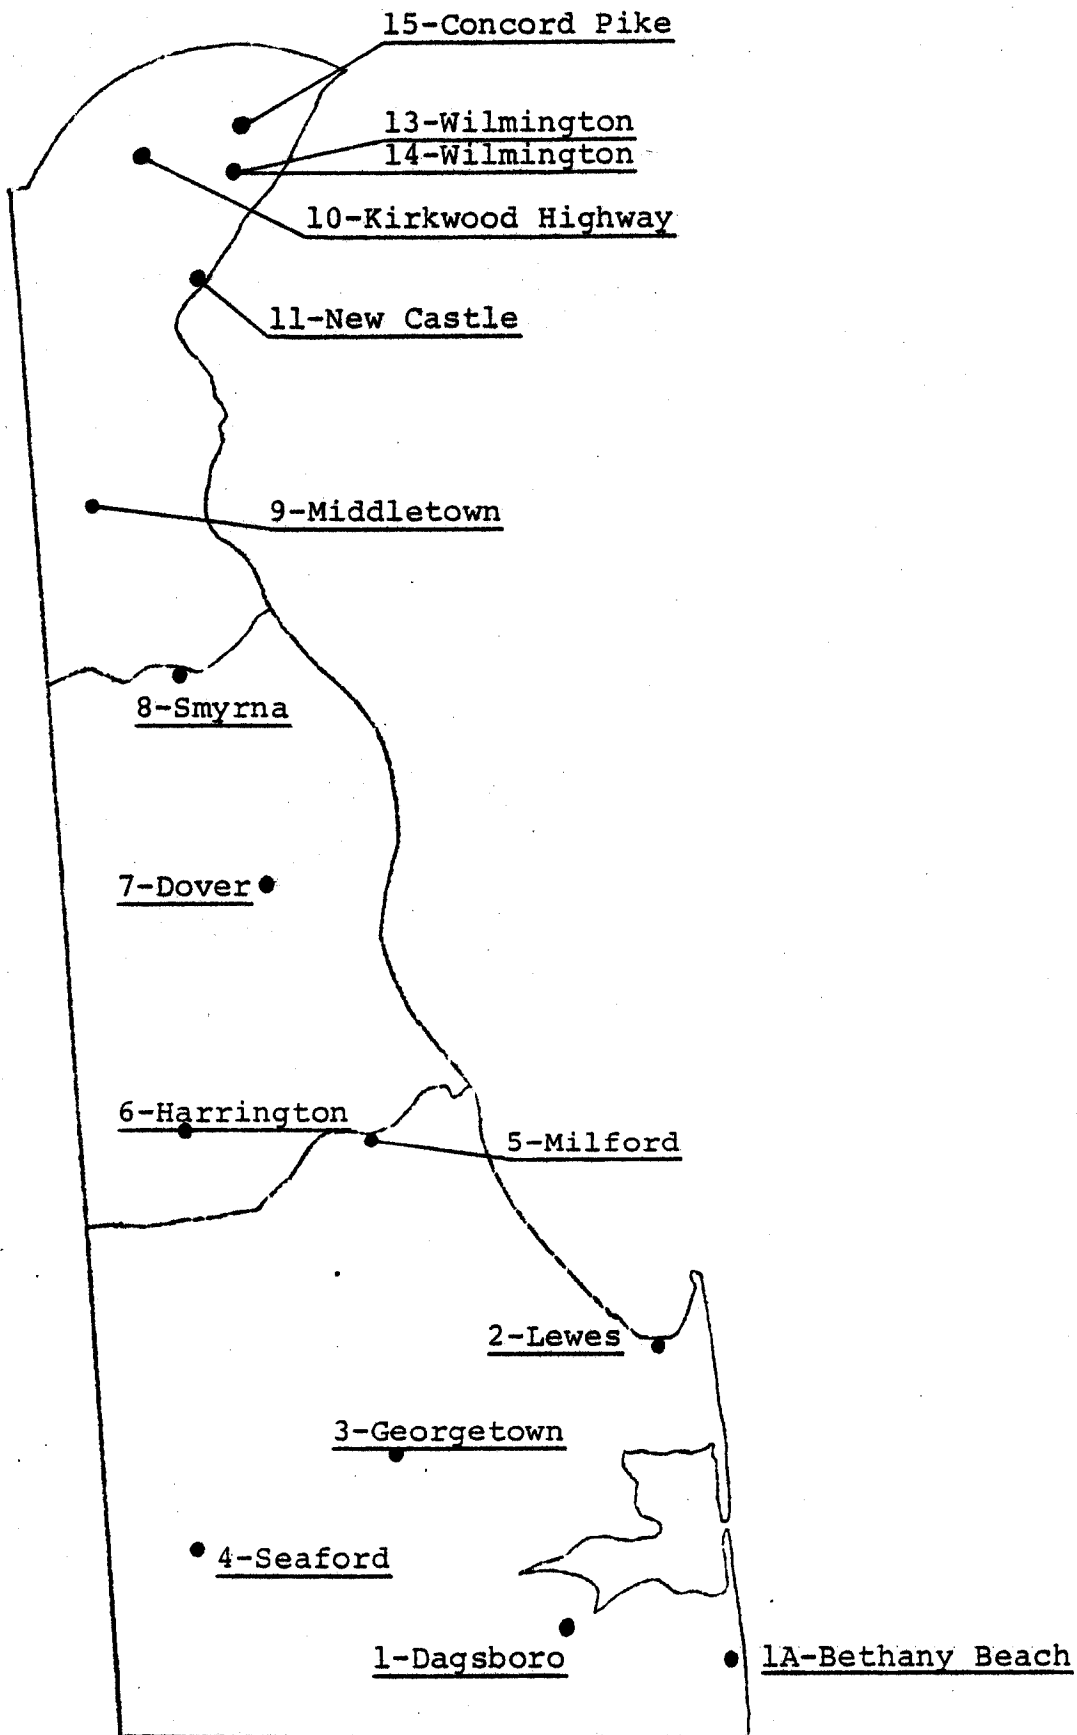 15-Concord Pike
13-Wilmington
14-Wilmington
10-Kirkwood Highway
11-New Castle
9-Middletown
8-Smyrna
7-Dover
6-Harrington
5-Milford
2-Lewes
3-Georgetown
4-Seaford
1-Dagsboro
1A-Bethany Beach